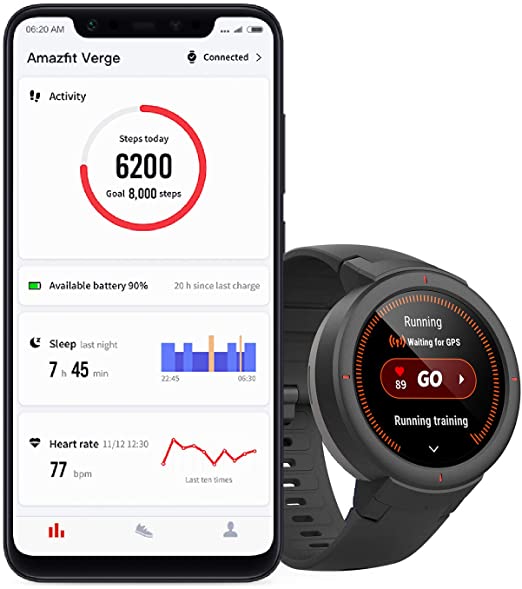 06:20 AM
Amazfit Verge
Connected
Activity
Steps today
6200
Goal 8,000 steps
Available battery 90%
20 h since last charge
Sleep last night
7 h 45 min
22:45
06:30
Heart rate 11/12 12:30
77 bpm
Last ten times
Running
Waiting for GPS
89
GO
Running training